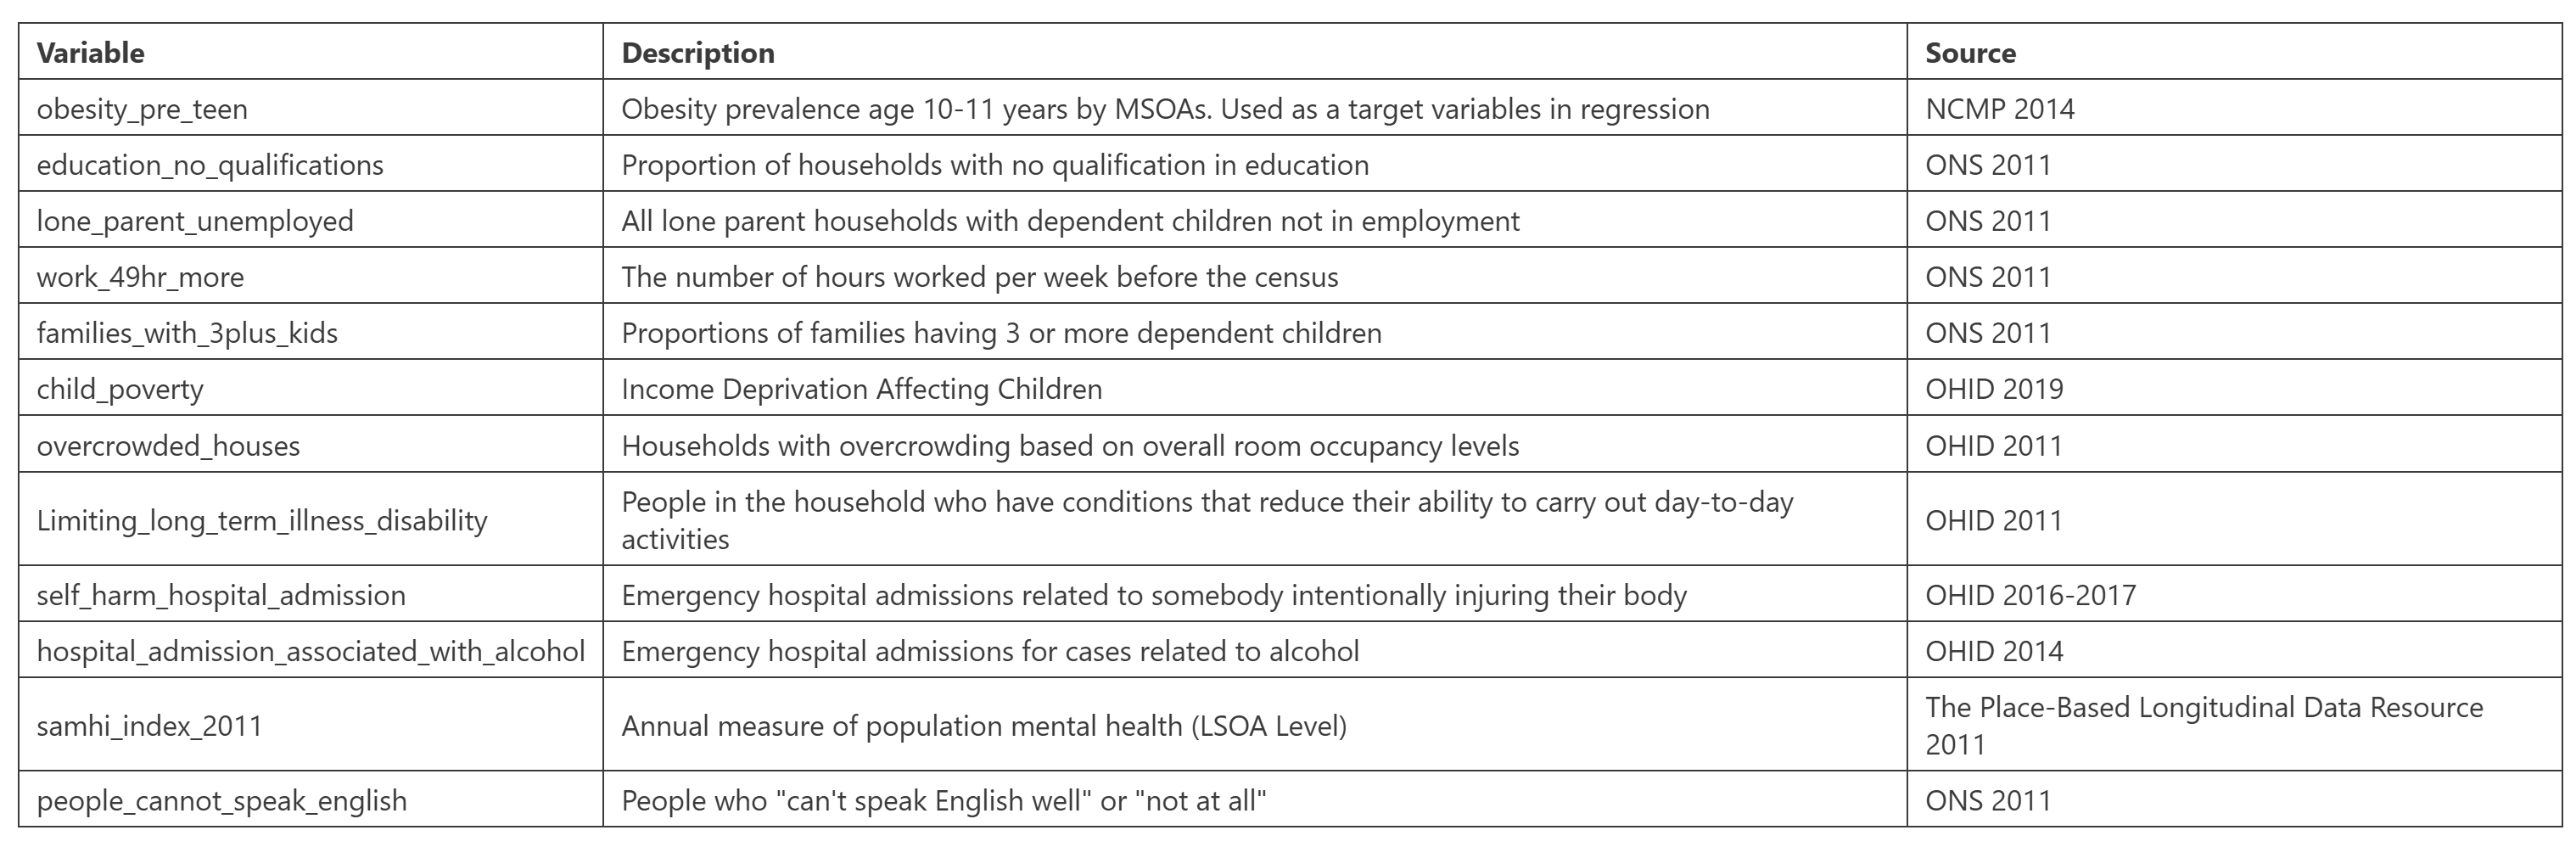 Variable Description Source
obesity_pre_teen Obesity prevalence age 10-11 years by MSOAs. Used as a target variables in regression NCMP 2014
education_no_qualifications Proportion of households with no qualification in education ONS 2011
lone_parent_unemployed All lone parent households with dependent children not in employment ONS 2011
work_49hr_more The number of hours worked per week before the census ONS 2011
families_with_3plus_kids Proportions of families having 3 or more dependent children ONS 2011
child_poverty Income Deprivation Affecting Children OHID 2019
overcrowded_houses Households with overcrowding based on overall room occupancy levels OHID 2011
Limiting_long_term_illness_disability People in the household who have conditions that reduce their ability to carry out day-to-day
activities OHID 2011
self_harm_hospital_admission Emergency hospital admissions related to somebody intentionally injuring their body OHID 2016-2017
hospital_admission_associated_with_alcohol Emergency hospital admissions for cases related to alcohol OHID 2014
samhi_index_2011 Annual measure of population mental health (LSOA Level) The Place-Based Longitudinal Data Resource
2011
people_cannot_speak_english People who "can't speak English well" or "not at all" ONS 2011